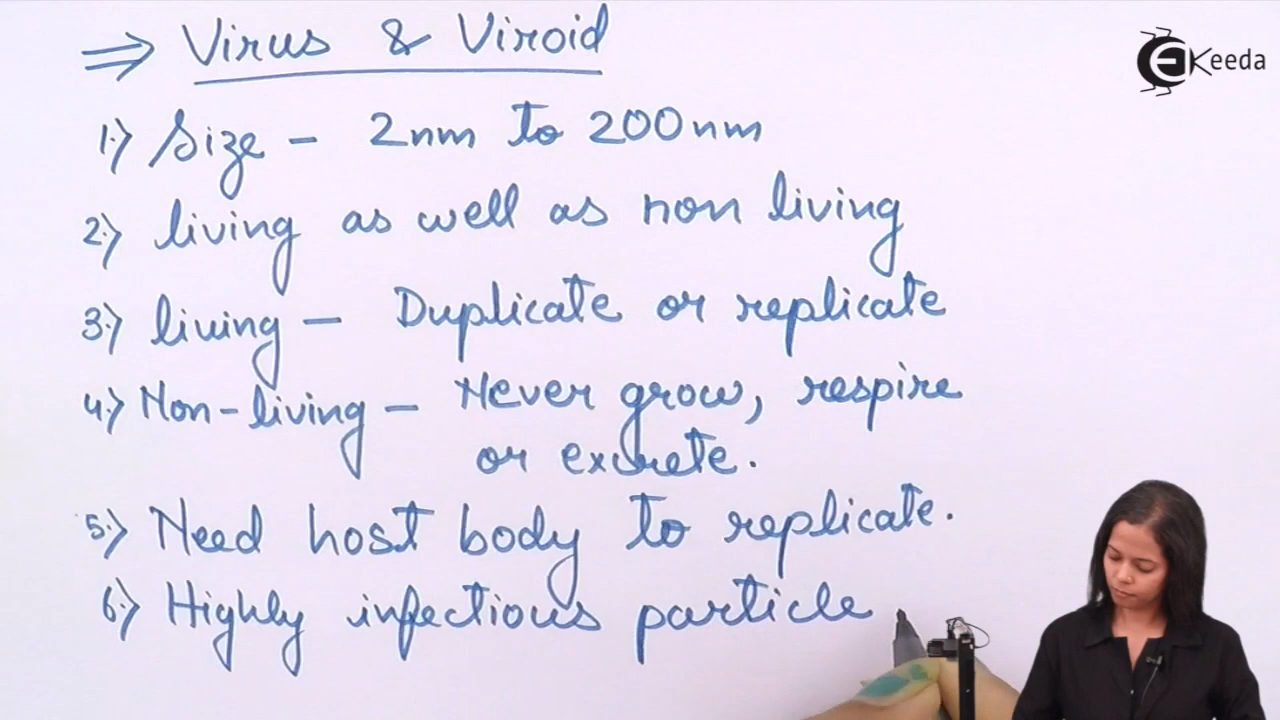 ⇒ Virus & Viroid
EKeeda
1.) Size - 2nm to 200nm
2.) living as well as non living
3.) living - Duplicate or replicate
4.) Non-living - Never grow, respire
or excrete.
5.) Need host body to replicate.
6.) Highly infectious particle